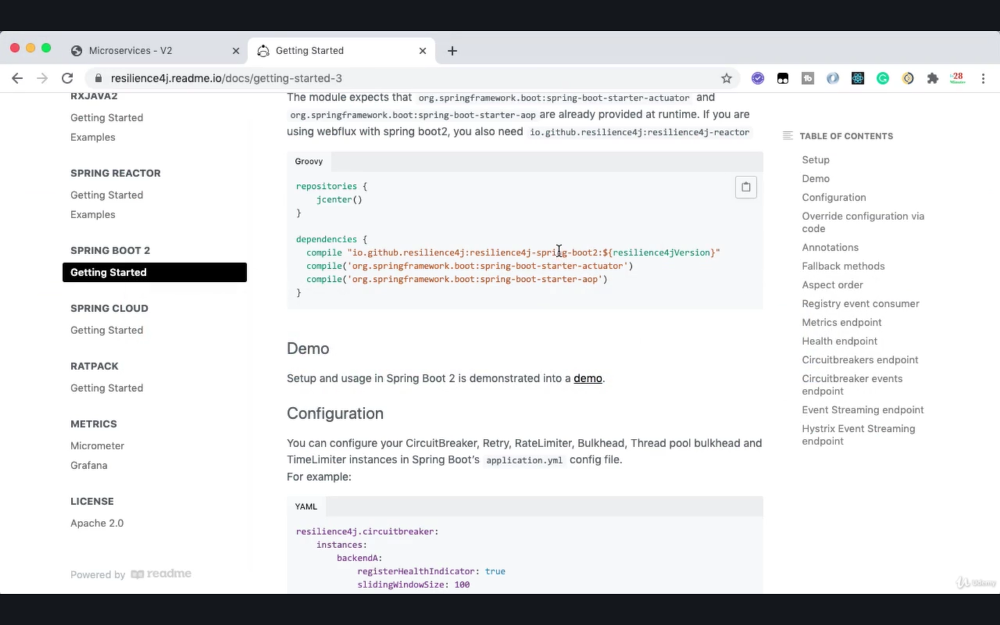 Microservices - V2
Getting Started
resilience4j.readme.io/docs/getting-started-3
28
RXJAVA2
Getting Started
Examples
SPRING REACTOR
Getting Started
Examples
SPRING BOOT 2
Getting Started
SPRING CLOUD
Getting Started
RATPACK
Getting Started
METRICS
Micrometer
Grafana
LICENSE
Apache 2.0
Powered by readme
The module expects that org.springframework.boot:spring-boot-starter-actuator and
org.springframework.boot:spring-boot-starter-aop are already provided at runtime. If you are
using webflux with spring boot2, you also need io.github.resilience4j:resilience4j-reactor
Groovy
repositories {
jcenter()
}
dependencies {
compile "io.github.resilience4j:resilience4j-spring-boot2:${resilience4jVersion}"
compile('org.springframework.boot:spring-boot-starter-actuator')
compile('org.springframework.boot:spring-boot-starter-aop')
}
Demo
Setup and usage in Spring Boot 2 is demonstrated into a demo.
Configuration
You can configure your CircuitBreaker, Retry, RateLimiter, Bulkhead, Thread pool bulkhead and
TimeLimiter instances in Spring Boot's application.yml config file.
For example:
YAML
resilience4j.circuitbreaker:
instances:
backendA:
registerHealthIndicator: true
slidingWindowSize: 100
TABLE OF CONTENTS
Setup
Demo
Configuration
Override configuration via
code
Annotations
Fallback methods
Aspect order
Registry event consumer
Metrics endpoint
Health endpoint
Circuitbreakers endpoint
Circuitbreaker events
endpoint
Event Streaming endpoint
Hystrix Event Streaming
endpoint
Udemy